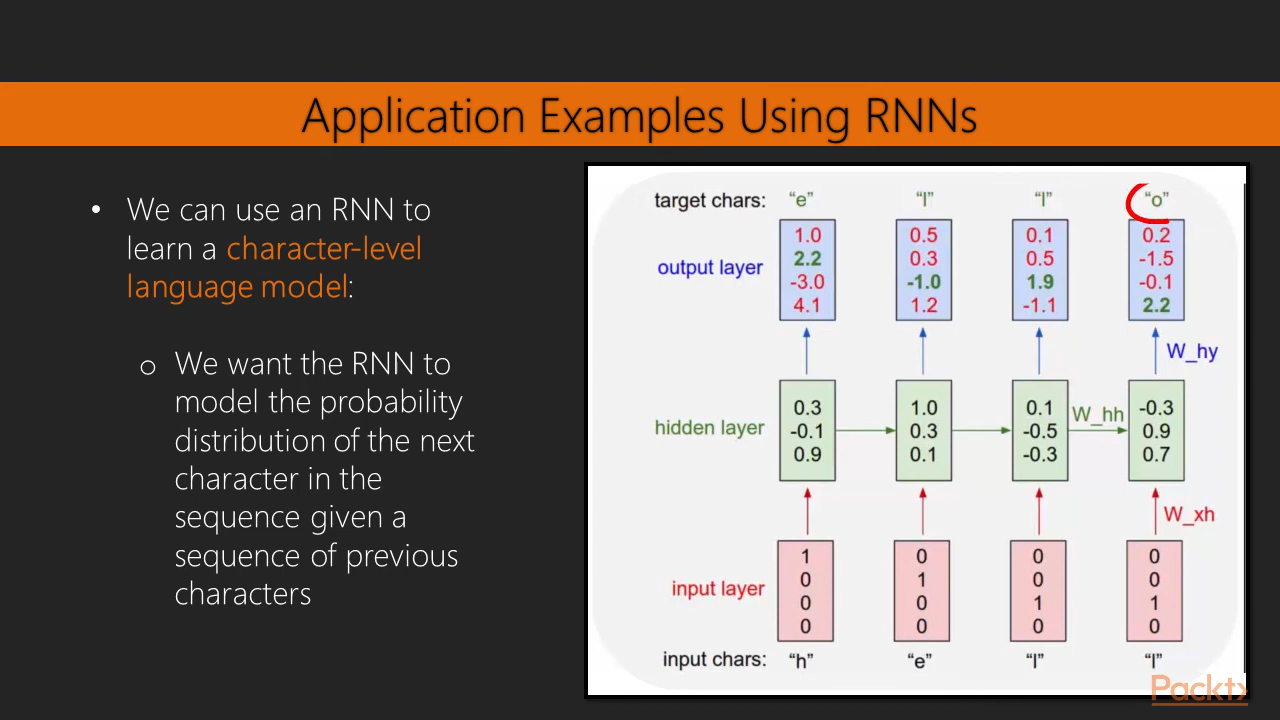 Application Examples Using RNNs
• We can use an RNN to
learn a character-level
language model:
o We want the RNN to
model the probability
distribution of the next
character in the
sequence given a
sequence of previous
characters
target chars: “e” “l” “l” “o”
output layer
1.0 0.5 0.1 0.2
2.2 0.3 0.5 -1.5
-3.0 -1.0 1.9 -0.1
4.1 1.2 -1.1 2.2
W_hy
hidden layer
0.3 1.0 0.1 -0.3
-0.1 0.3 -0.5 0.9
0.9 0.1 -0.3 0.7
W_hh
W_xh
input layer
1 0 0 0
0 1 0 0
0 0 1 1
0 0 0 0
input chars: “h” “e” “l” “l”
Packt>